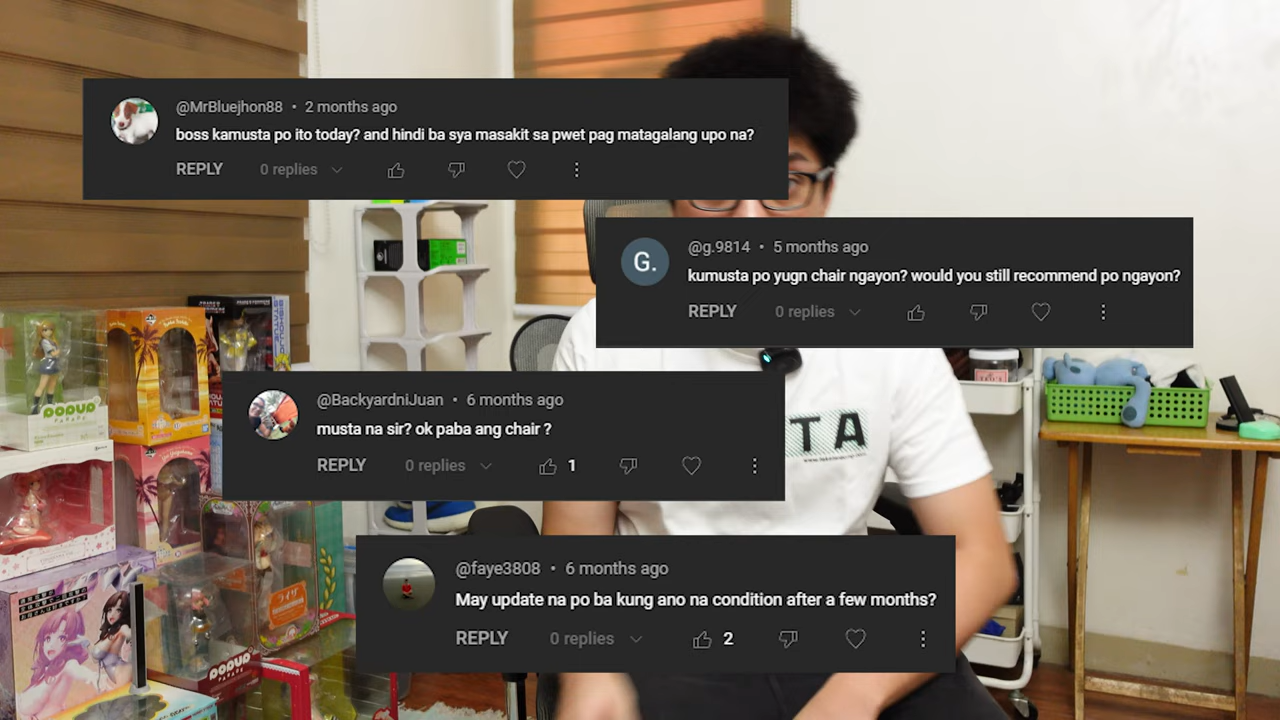 @MrBluejhon88 • 2 months ago
boss kamusta po ito today? and hindi ba sya masakit sa pwet pag matagalang upo na?
REPLY 0 replies
@g.9814 • 5 months ago
G.
kumusta po yugn chair ngayon? would you still recommend po ngayon?
REPLY 0 replies
@BackyardniJuan • 6 months ago
musta na sir? ok paba ang chair ?
REPLY 0 replies 1
TA
@faye3808 • 6 months ago
May update na po ba kung ano na condition after a few months?
REPLY 0 replies 2
POPUP
PARADE
POPUP